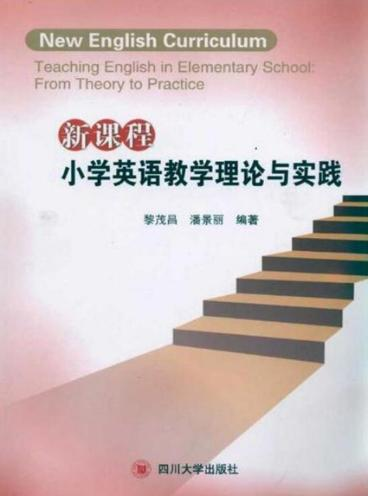 New English Curriculum
Teaching English in Elementary School:
From Theory to Practice
新课程
小学英语教学理论与实践
黎茂昌 潘景丽 编著
四川大学出版社